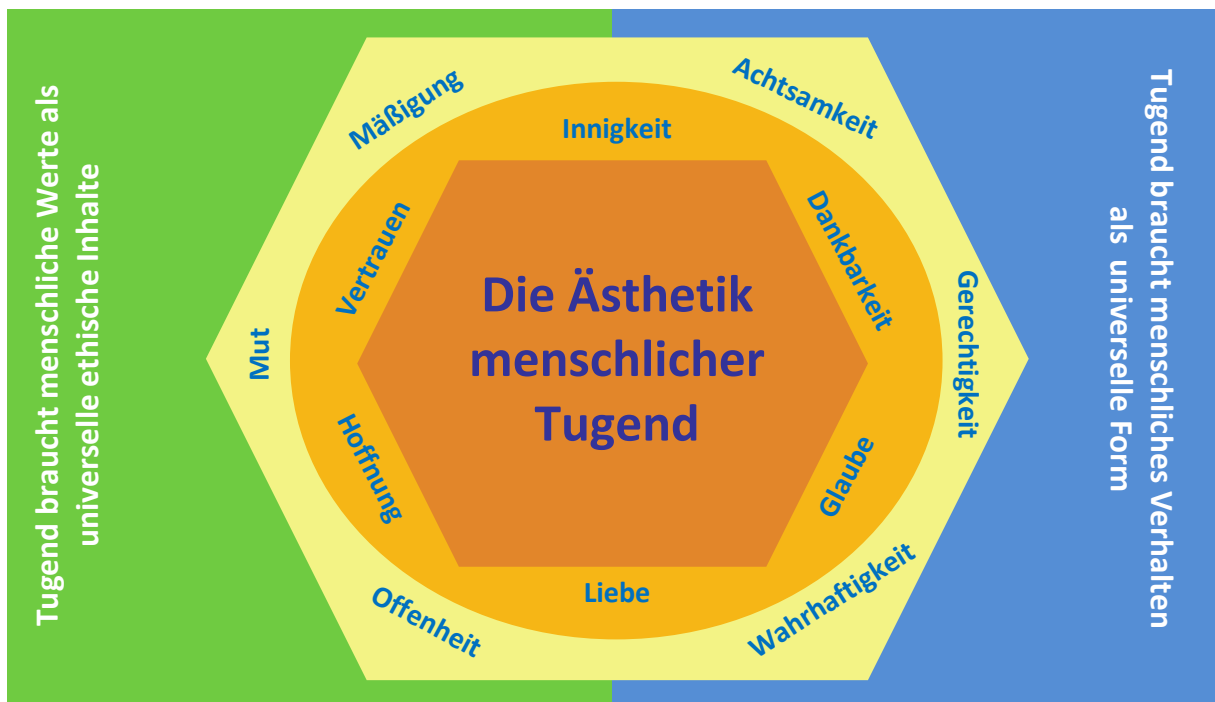 Tugend braucht menschliche Werte als
universelle ethische Inhalte
Mäßigung
Achtsamkeit
Innigkeit
Vertrauen
Dankbarkeit
Mut
Die Ästhetik
menschlicher
Tugend
Gerechtigkeit
Hoffnung
Glaube
Liebe
Offenheit
Wahrhaftigkeit
Tugend braucht menschliches Verhalten
als universelle Form